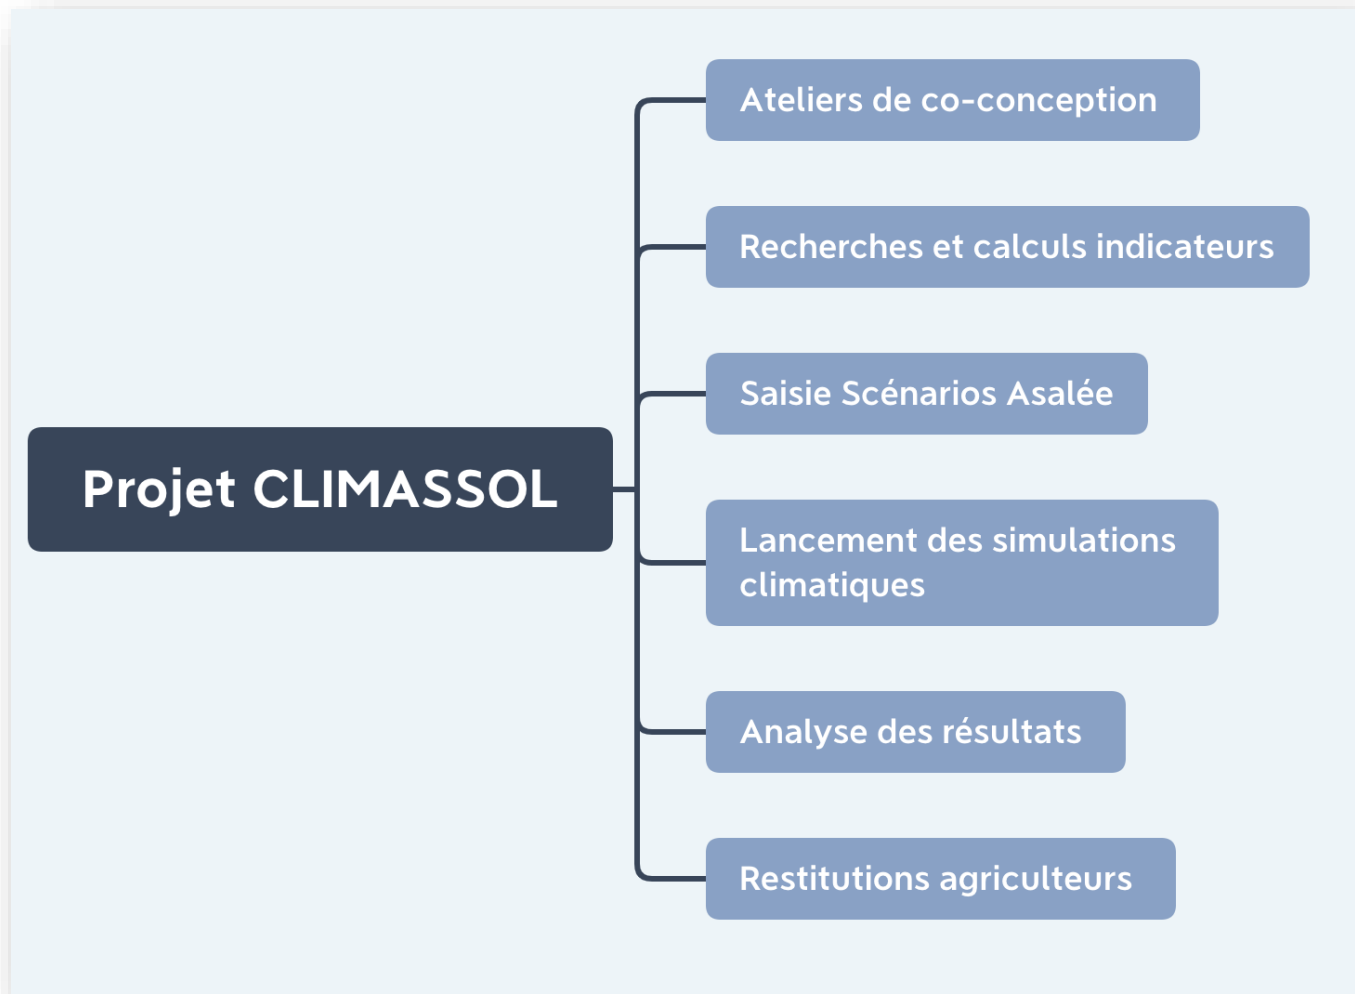 Projet CLIMASSOL
Ateliers de co-conception
Recherches et calculs indicateurs
Saisie Scénarios Asalée
Lancement des simulations
climatiques
Analyse des résultats
Restitutions agriculteurs